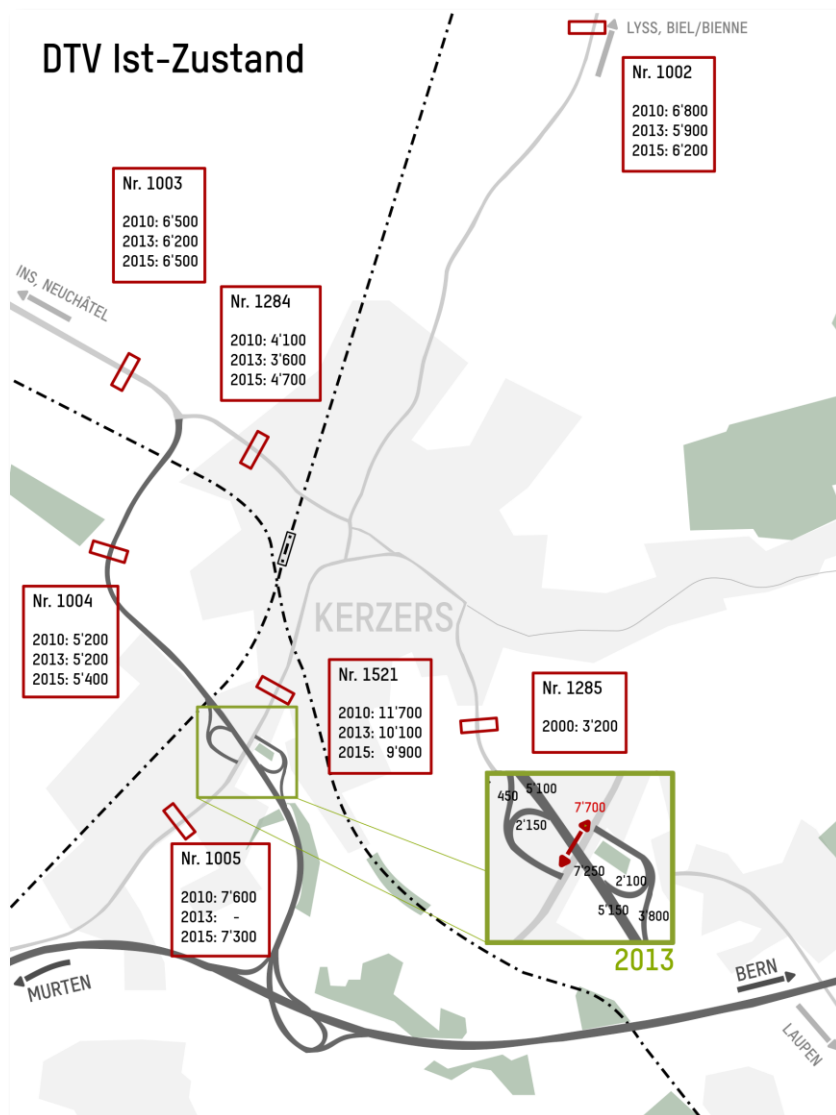 DTV Ist-Zustand
LYSS, BIEL/BIENNE
Nr. 1002
2010: 6'800
2013: 5'900
2015: 6'200
Nr. 1003
2010: 6'500
2013: 6'200
2015: 6'500
INS, NEUCHÂTEL
Nr. 1284
2010: 4'100
2013: 3'600
2015: 4'700
Nr. 1004
2010: 5'200
2013: 5'200
2015: 5'400
KERZERS
Nr. 1521
2010: 11'700
2013: 10'100
2015: 9'900
Nr. 1285
2000: 3'200
450
5'100
7'700
2'150
7'250
2'100
5'150
3'800
2013
Nr. 1005
2010: 7'600
2013: -
2015: 7'300
MURTEN
BERN
LAUPEN